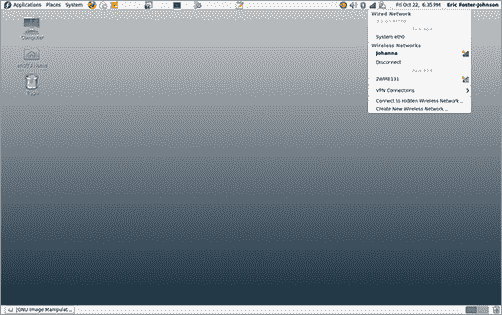 Applications Places System Fri Oct 22, 6:35 PM Eric Foster-Johnson
Wired Network
System eth0
Wireless Networks
Johanna
Disconnect
2WIRE131
VPN Connections
Connect to Hidden Wireless Network...
Create New Wireless Network...
Computer
[GNU Image Manipulat...